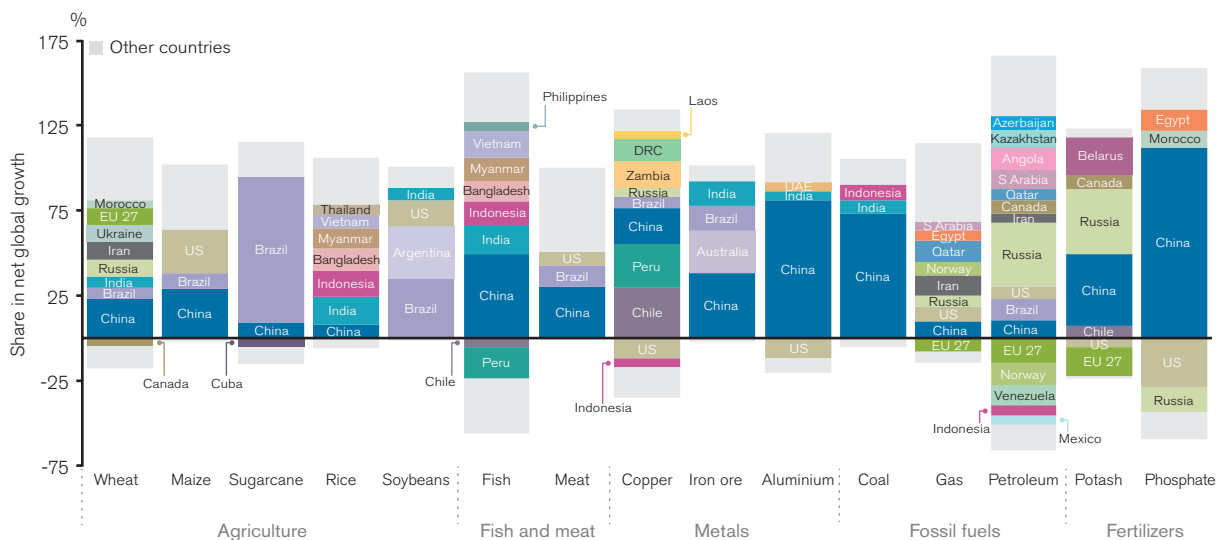 %
175
125
75
25
-25
-75
Share in net global growth
Other countries
Morocco
EU 27
Ukraine
Iran
Russia
India
Brazil
China
Canada
US
Brazil
China
Brazil
China
Cuba
Thailand
Vietnam
Myanmar
Bangladesh
Indonesia
India
China
India
US
Argentina
Brazil
Philippines
Vietnam
Myanmar
Bangladesh
Indonesia
India
China
Chile
Peru
US
Brazil
China
Laos
DRC
Zambia
Russia
Brazil
China
Peru
Chile
US
Indonesia
India
Brazil
Australia
China
UAE
India
China
US
Indonesia
India
China
S Arabia
Egypt
Qatar
Norway
Iran
Russia
US
China
EU 27
Azerbaijan
Kazakhstan
Angola
S Arabia
Qatar
Canada
Iran
Russia
US
Brazil
China
EU 27
Norway
Venezuela
Indonesia
Mexico
Belarus
Canada
Russia
China
Chile
US
EU 27
Egypt
Morocco
China
US
Russia
Wheat Maize Sugarcane Rice Soybeans Fish Meat Copper Iron ore Aluminium Coal Gas Petroleum Potash Phosphate
Agriculture Fish and meat Metals Fossil fuels Fertilizers